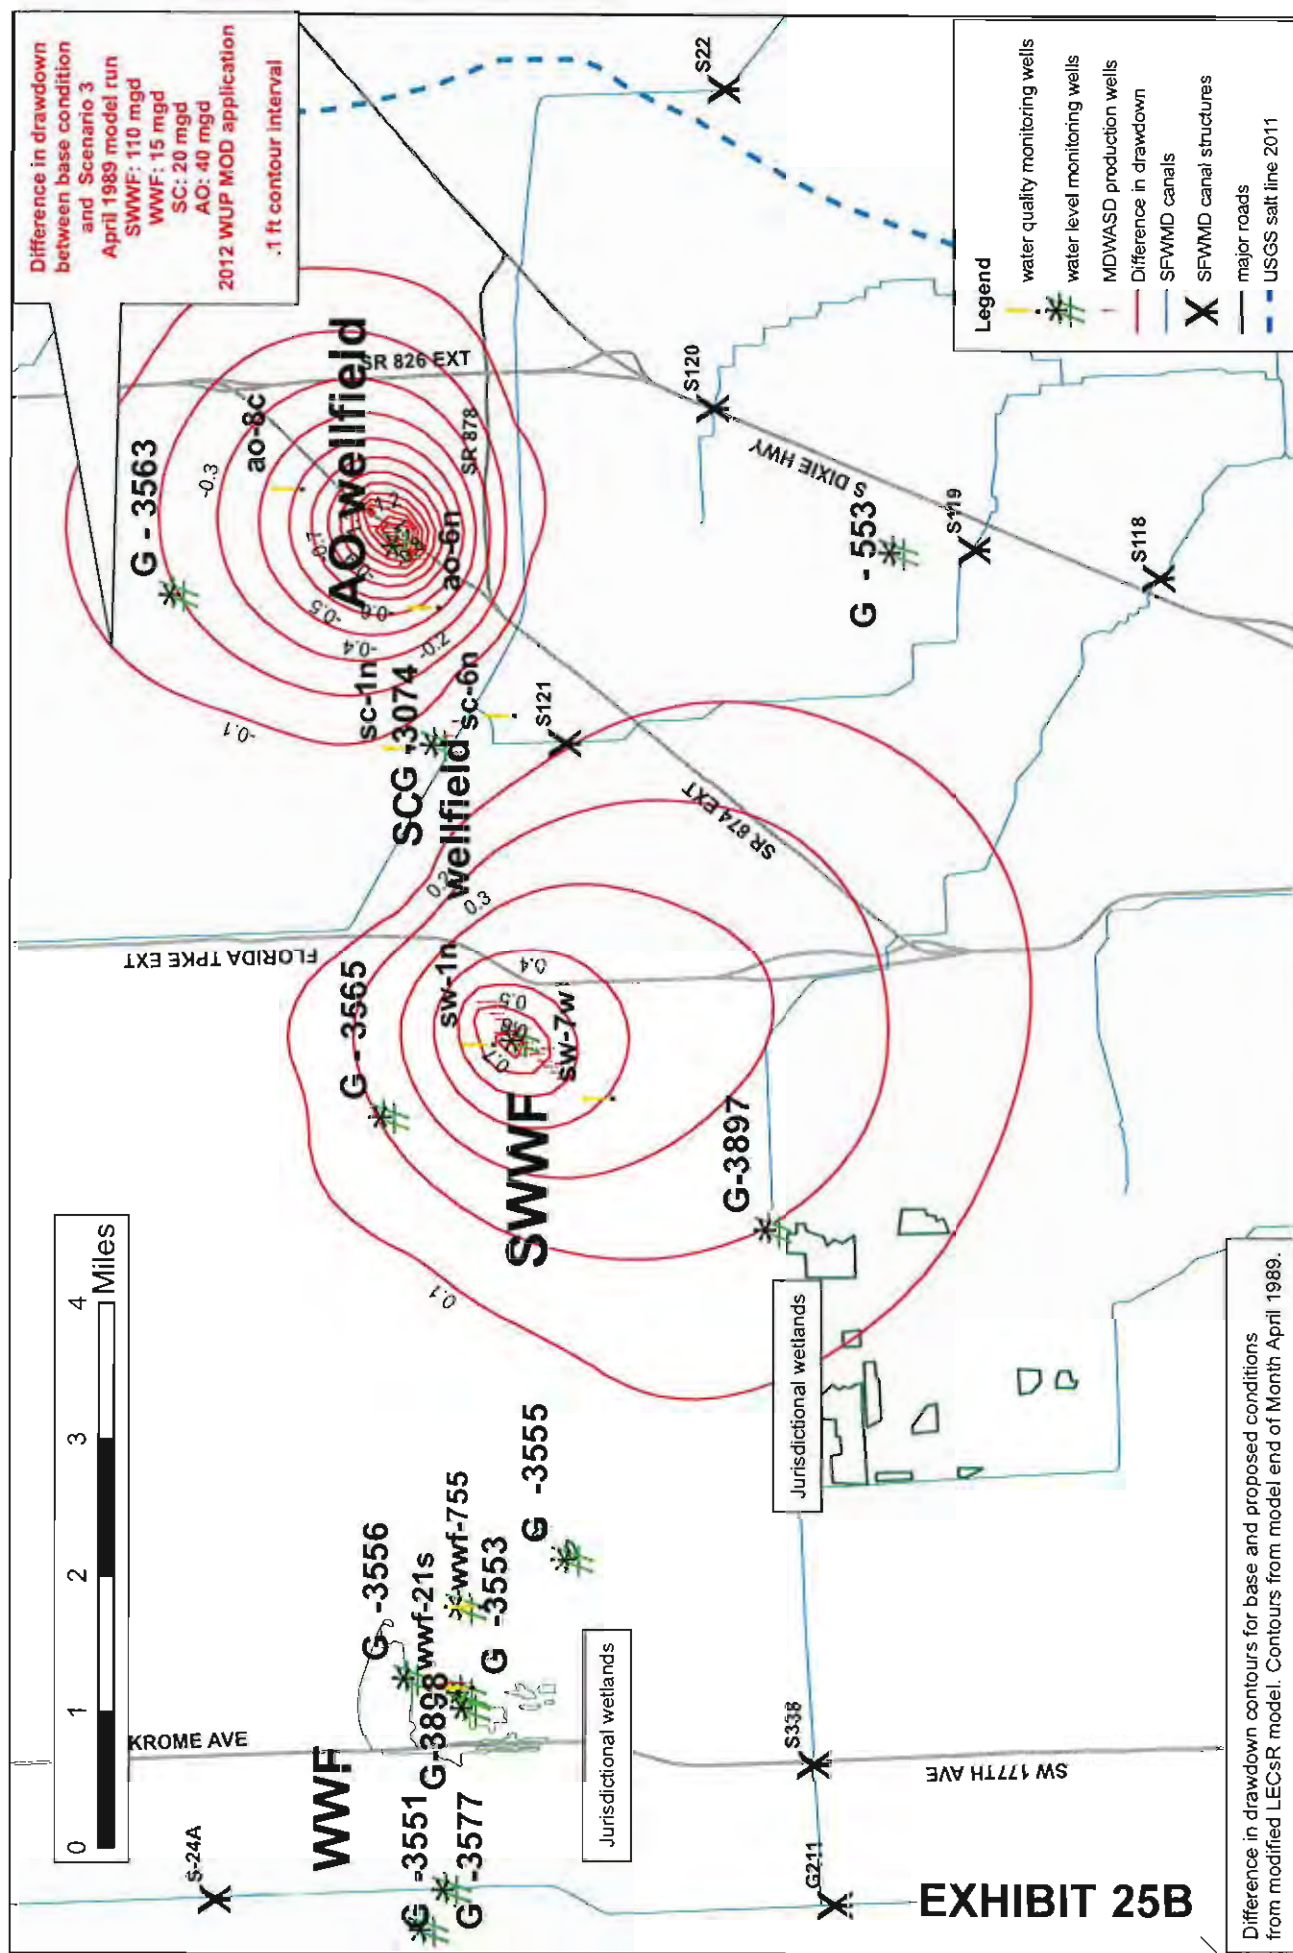 Difference in drawdown
between base condition
and Scenario 3
April 1989 model run
SWWF: 110 mgd
WWF: 15 mgd
SC: 20 mgd
AO: 40 mgd
2012 WUP MOD application
.1 ft contour interval
0 1 2 3 4
Miles
S-24A
KROME AVE
WWF
G - 3556
wwf-21s
wwf-755
G-3898
G - 3553
G -3551
G -3577
G -3555
Jurisdictional wetlands
G211
S338
SW 177TH AVE
Jurisdictional wetlands
FLORIDA TPKE EXT
G - 3565
sw-1n
SWWF
sw-7w
G-3897
0.1
0.2
0.3
0.4
0.5
0.7
SR 874 EXT
SCG -3074
wellfield
sc-1n
sc-6n
S121
G - 3563
ao-8c
AO wellfield
ao-6n
-0.1
-0.2
-0.3
-0.4
-0.5
-0.6
-0.7
SR 826 EXT
SR 878
S DIXIE HWY
S22
S120
G - 553
S119
S118
Legend
water quality monitoring wells
water level monitoring wells
MDWASD production wells
Difference in drawdown
SFWMD canals
SFWMD canal structures
major roads
USGS salt line 2011
EXHIBIT 25B
Difference in drawdown contours for base and proposed conditions
from modified LECsR model. Contours from model end of Month April 1989.